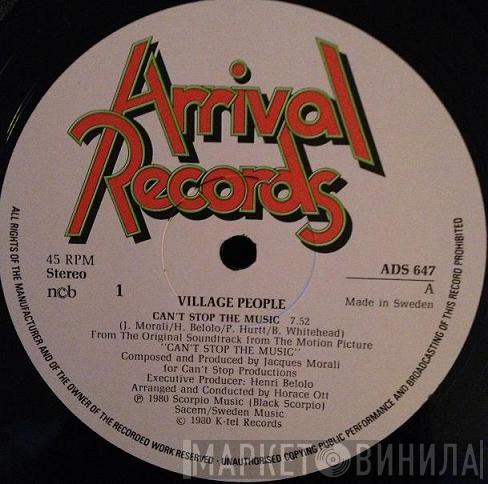 Arrival
Records
45 RPM
Stereo
ncb
1
ADS 647
A
Made in Sweden
VILLAGE PEOPLE
CAN'T STOP THE MUSIC 7.52
(J. Morali/H. Belolo/P. Hurtt/B. Whitehead)
From The Original Soundtrack from The Motion Picture
"CAN'T STOP THE MUSIC"
Composed and Produced by Jacques Morali
for Can't Stop Productions
Executive Producer: Henri Belolo
Arranged and Conducted by Horace Ott
℗ 1980 Scorpio Music (Black Scorpio)
Sacem/Sweden Music
© 1980 K-tel Records
ALL RIGHTS OF THE MANUFACTURER AND OF THE OWNER OF THE RECORDED WORK RESERVED · UNAUTHORISED COPYING PUBLIC PERFORMANCE AND BROADCASTING OF THIS RECORD PROHIBITED
МАРКЕТ ВИНИЛА